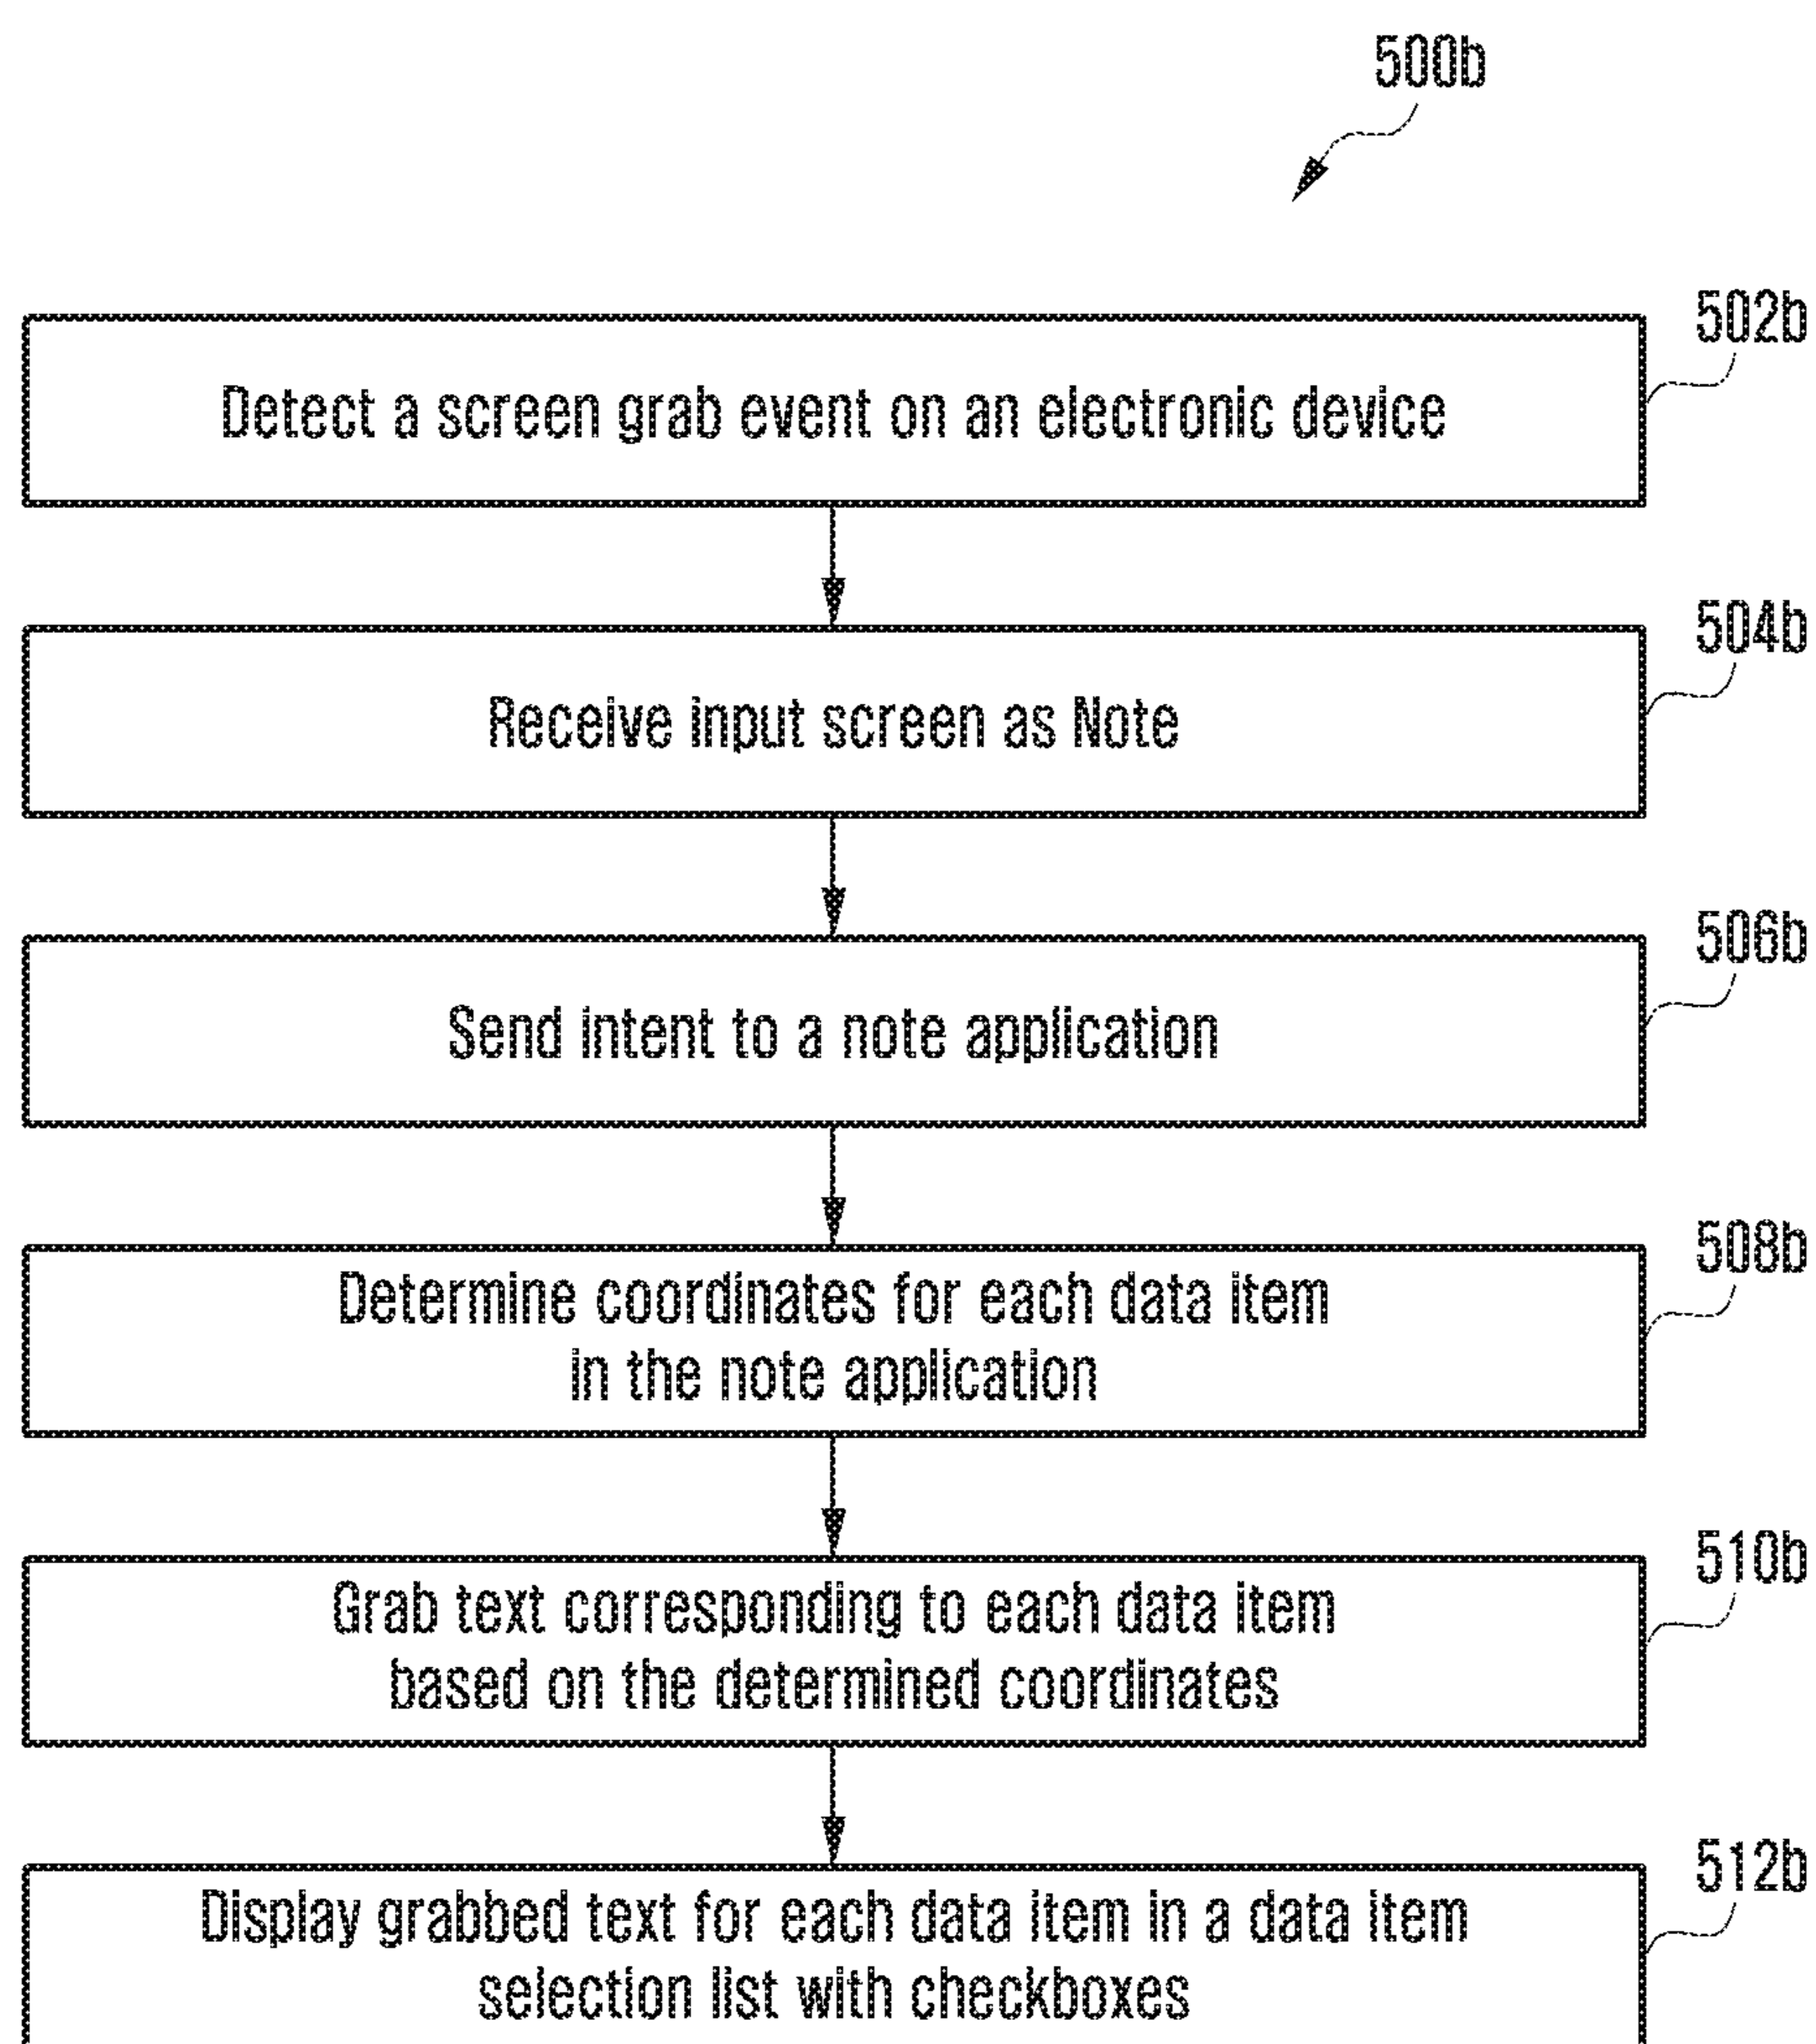 500b
502b
Detect a screen grab event on an electronic device
504b
Receive input screen as Note
506b
Send intent to a note application
508b
Determine coordinates for each data item
in the note application
510b
Grab text corresponding to each data item
based on the determined coordinates
512b
Display grabbed text for each data item in a data item
selection list with checkboxes